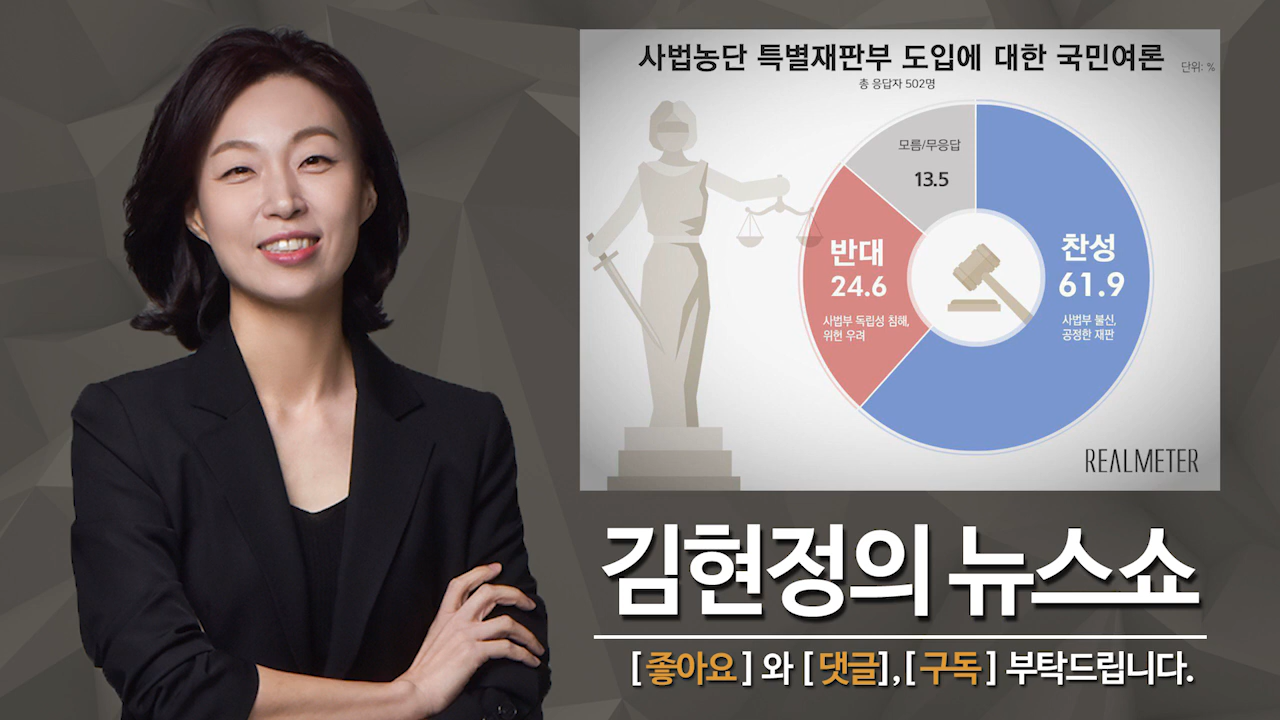 사법농단 특별재판부 도입에 대한 국민여론
단위: %
총 응답자 502명
모름/무응답
13.5
반대
24.6
사법부 독립성 침해,
위헌 우려
찬성
61.9
사법부 불신,
공정한 재판
REALMETER
김현정의 뉴스쇼
[ 좋아요 ] 와 [ 댓글 ] , [ 구독 ] 부탁드립니다.